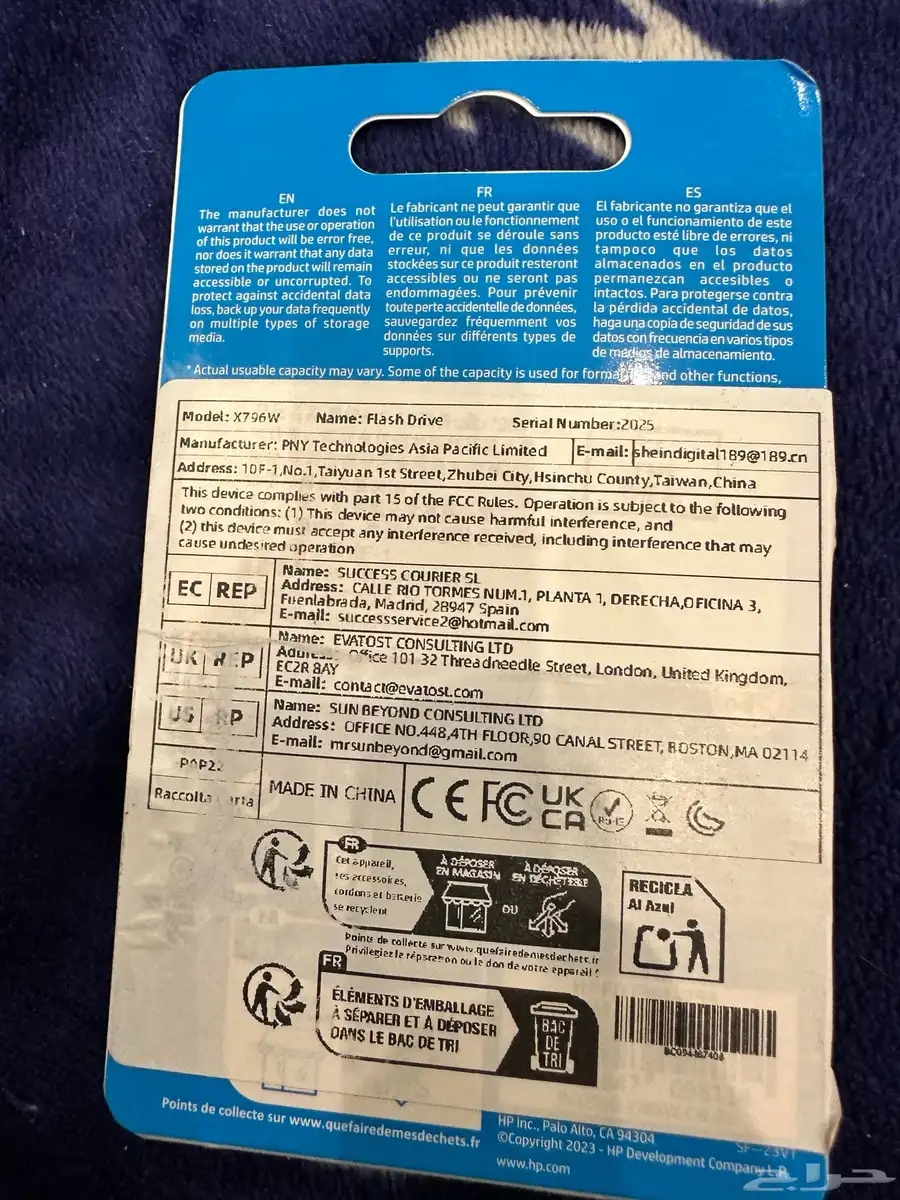 EN
The manufacturer does not
warrant that the use or operation
of this product will be error free,
nor does it warrant that any data
stored on the product will remain
accessible or uncorrupted. To
protect against accidental data
loss, back up your data frequently
on multiple types of storage
media.
FR
Le fabricant ne peut garantir que
l'utilisation ou le fonctionnement
de ce produit se déroule sans
erreur, ni que les données
stockées sur ce produit resteront
accessibles ou ne seront pas
endommagées. Pour prévenir
toute perte accidentelle de données,
sauvegardez fréquemment vos
données sur différents types de
supports.
ES
El fabricante no garantiza que el
uso o el funcionamiento de este
producto esté libre de errores, ni
tampoco que los datos
almacenados en el producto
permanezcan accesibles o
intactos. Para protegerse contra
la pérdida accidental de datos,
haga una copia de seguridad de sus
datos con frecuencia en varios tipos
de medios de almacenamiento.
* Actual usuable capacity may vary. Some of the capacity is used for and other functions,
Model: X796W Name: Flash Drive Serial Number:2025
Manufacturer: PNY Technologies Asia Pacific Limited E-mail: sheindigital189@189.cn
Address: 10F-1,No.1,Taiyuan 1st Street,Zhubei City,Hsinchu County,Taiwan,China
This device complies with part 15 of the FCC Rules. Operation is subject to the following
two conditions: (1) This device may not cause harmful interference, and
(2) this device must accept any interference received, including interference that may
cause undesired operation
EC REP
Name: SUCCESS COURIER SL
Address: CALLE RIO TORMES NUM.1, PLANTA 1, DERECHA,OFICINA 3,
Fuenlabrada, Madrid, 28947 Spain
E-mail: successservice2@hotmail.com
UK REP
Name: EVATOST CONSULTING LTD
Office 101 32 Threadneedle Street, London, United Kingdom,
EC2R 8AY
E-mail: contact@evatost.com
US RP
Name: SUN BEYOND CONSULTING LTD
Address: OFFICE NO.448,4TH FLOOR,90 CANAL STREET, BOSTON,MA 02114
E-mail: mrsunbeyond@gmail.com
PAP22
Raccolta
MADE IN CHINA
CE FC UK
CA
FR
Cet appareil,
ses accessoires,
cordons et batterie
se recyclent
À DÉPOSER
EN MAGASIN
OU
À DÉPOSER
EN DÉCHÈTERIE
Points de collecte sur www.quefairedemesdechets.fr
Privilégiez la réparation ou le don de votre appareil !
RECICLA
Al Azul
FR
ÉLÉMENTS D'EMBALLAGE
À SÉPARER ET À DÉPOSER
DANS LE BAC DE TRI
BAC
DE
TRI
Points de collecte sur www.quefairedemesdechets.fr
HP Inc., Palo Alto, CA 94304
©Copyright 2023 - HP Development Company L.P.
www.hp.com
SF-23V1
حراج